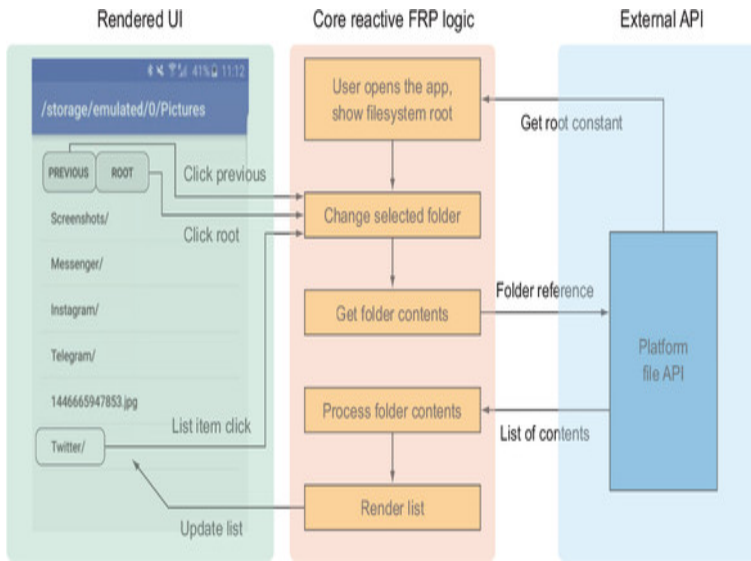 Rendered UI
Core reactive FRP logic
External API
41% 11:12
/storage/emulated/0/Pictures
PREVIOUS
ROOT
Screenshots/
Messenger/
Instagram/
Telegram/
1446665947853.jpg
Twitter/
Click previous
Click root
List item click
Update list
User opens the app,
show filesystem root
Change selected folder
Get folder contents
Process folder contents
Render list
Get root constant
Folder reference
List of contents
Platform
file API